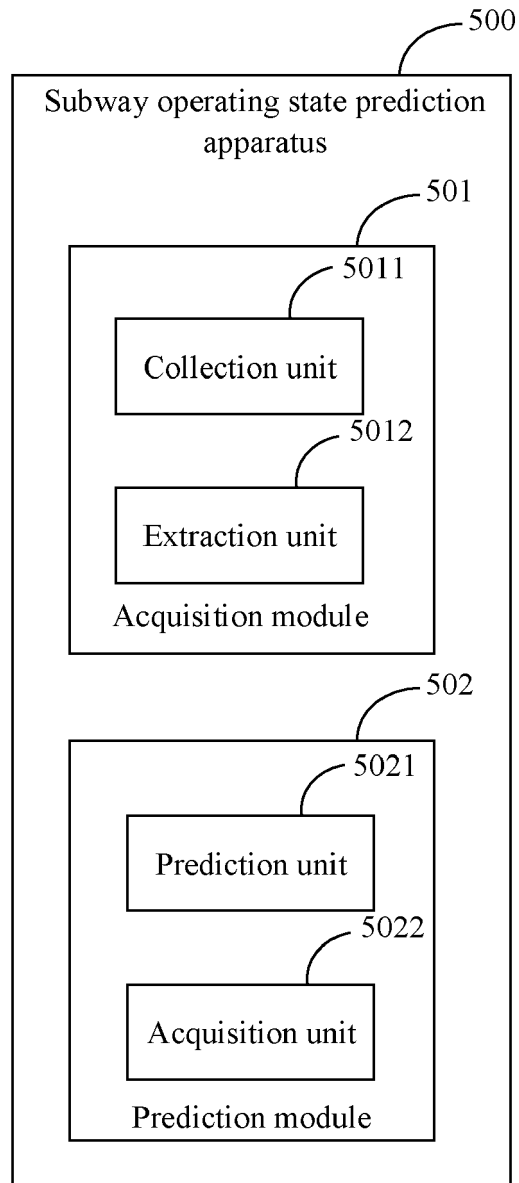 500
Subway operating state prediction
apparatus
501
5011
Collection unit
5012
Extraction unit
Acquisition module
502
5021
Prediction unit
5022
Acquisition unit
Prediction module